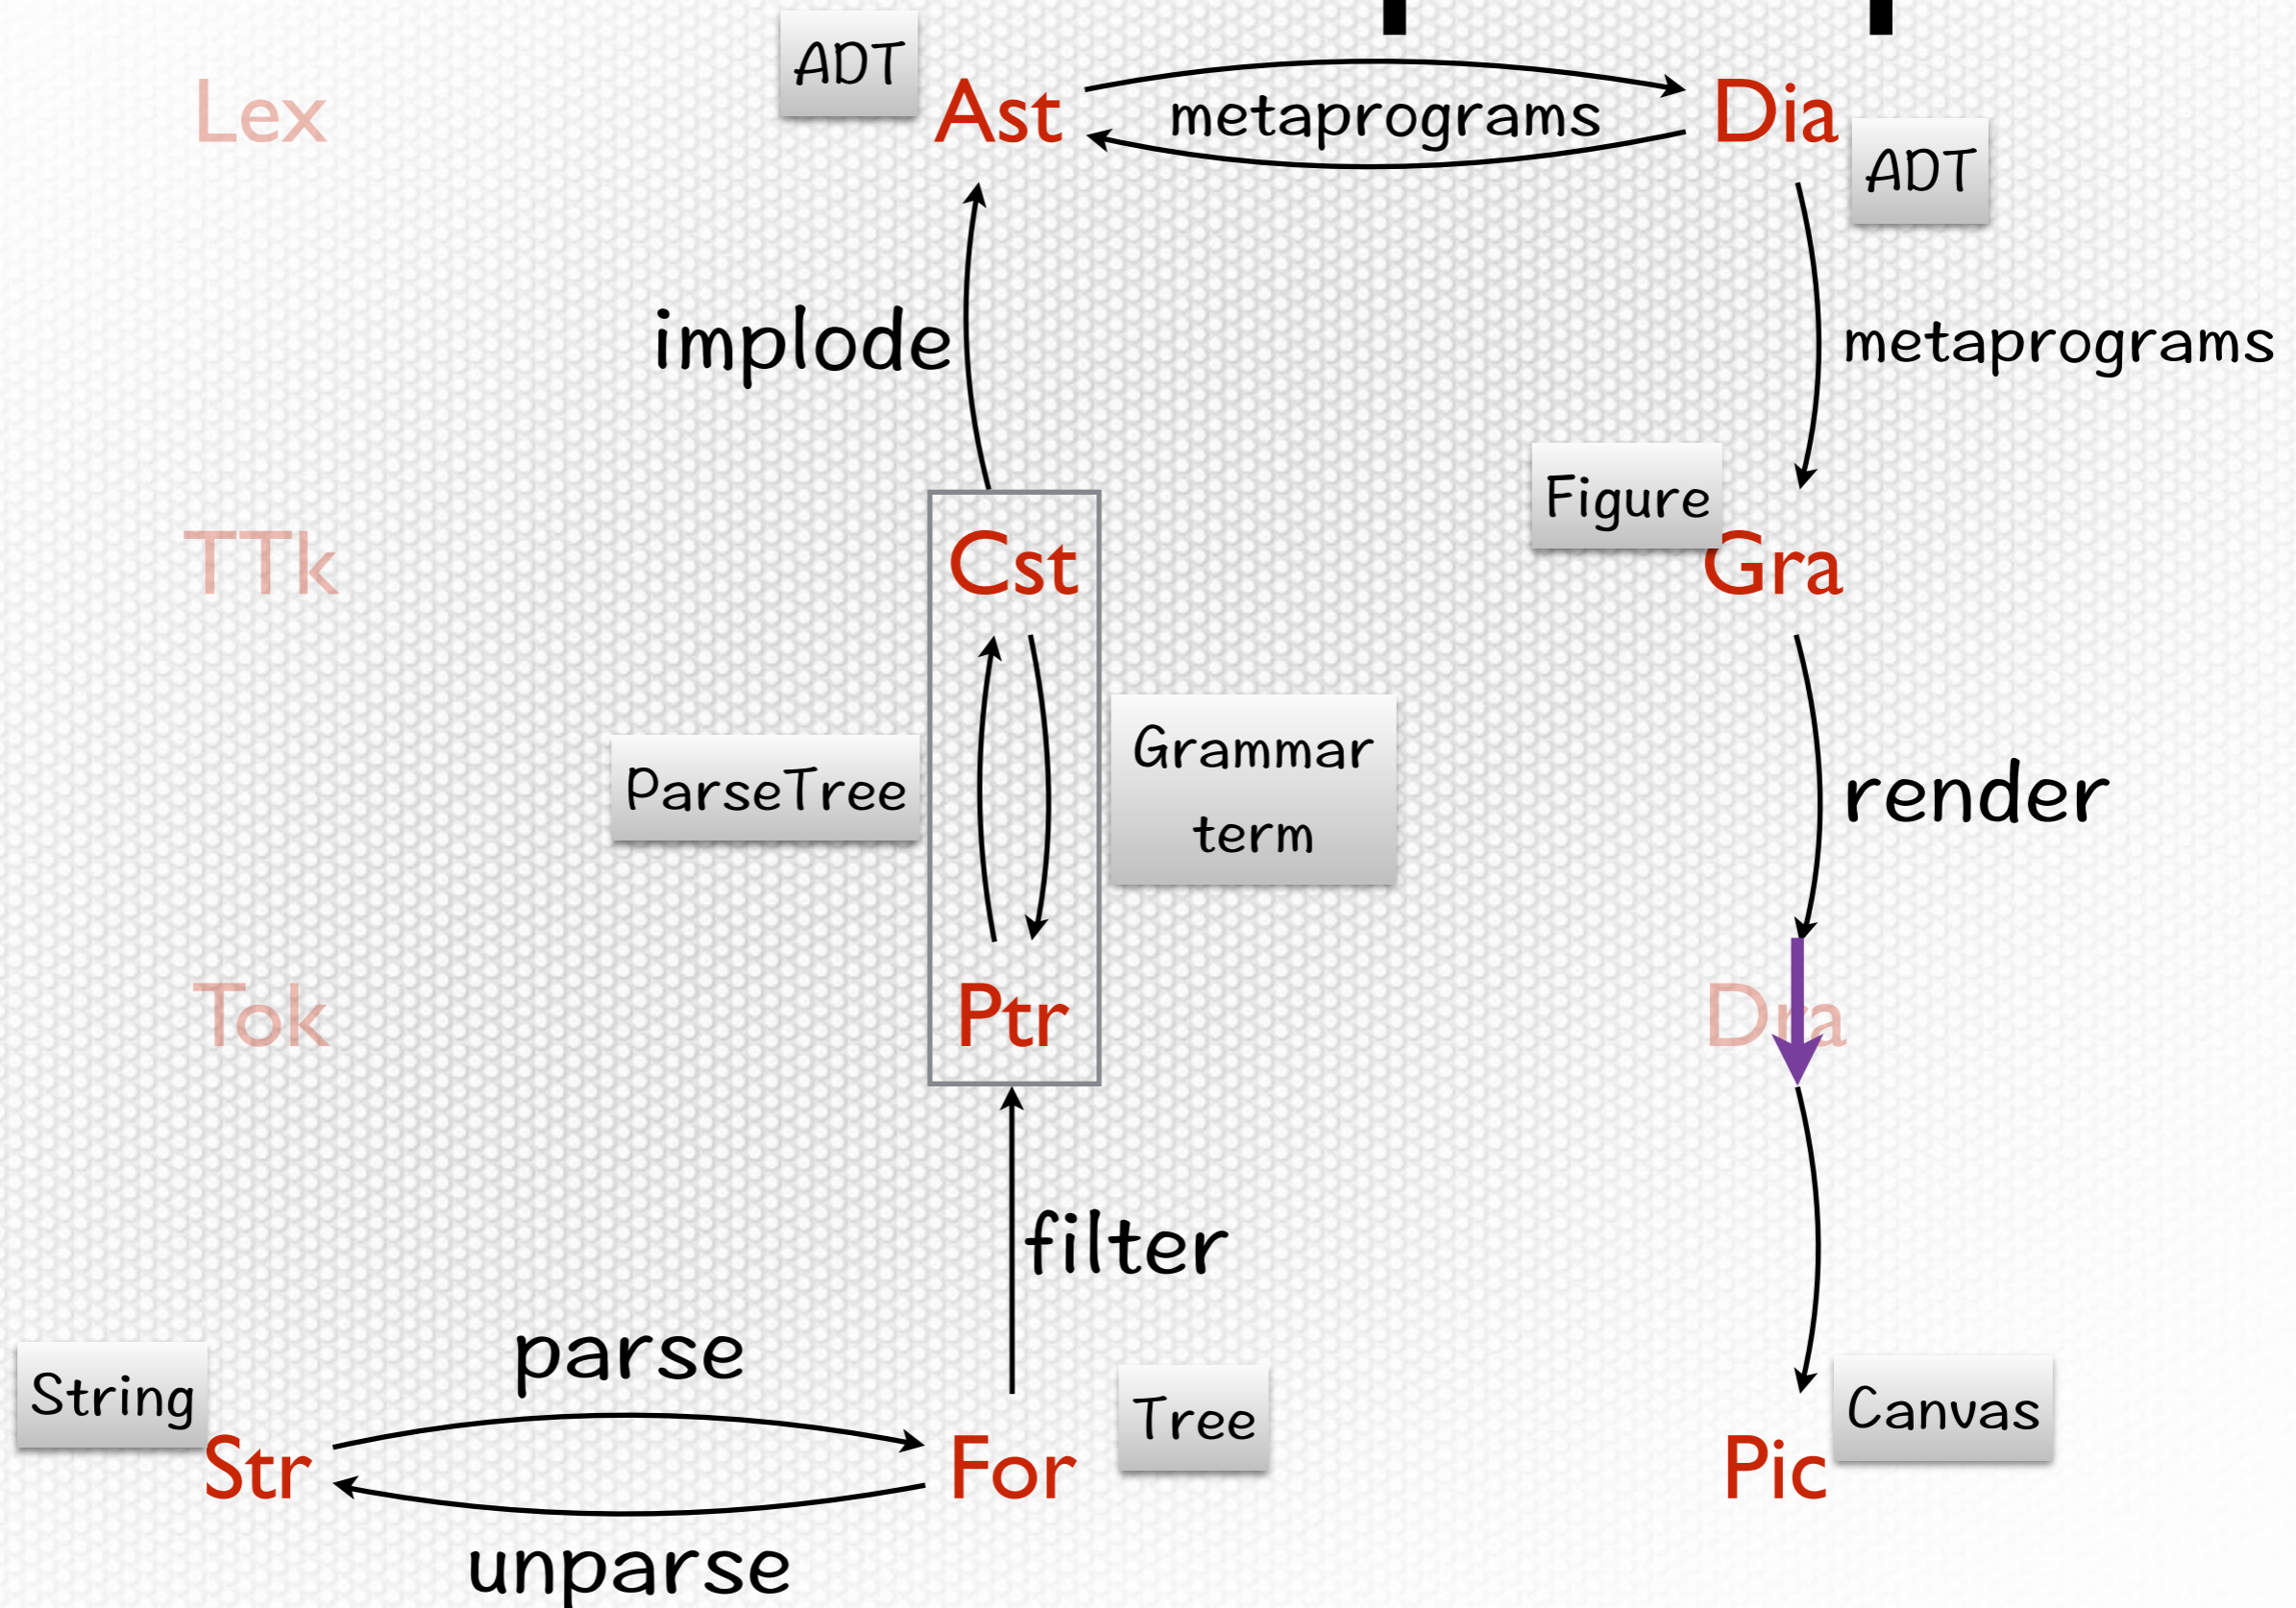 ADT
Lex
Ast
metaprograms
Dia
ADT
implode
metaprograms
Figure
TTk
Cst
Gra
ParseTree
Grammar
term
render
Tok
Ptr
Dra
filter
parse
String
Tree
Canvas
Str
For
Pic
unparse